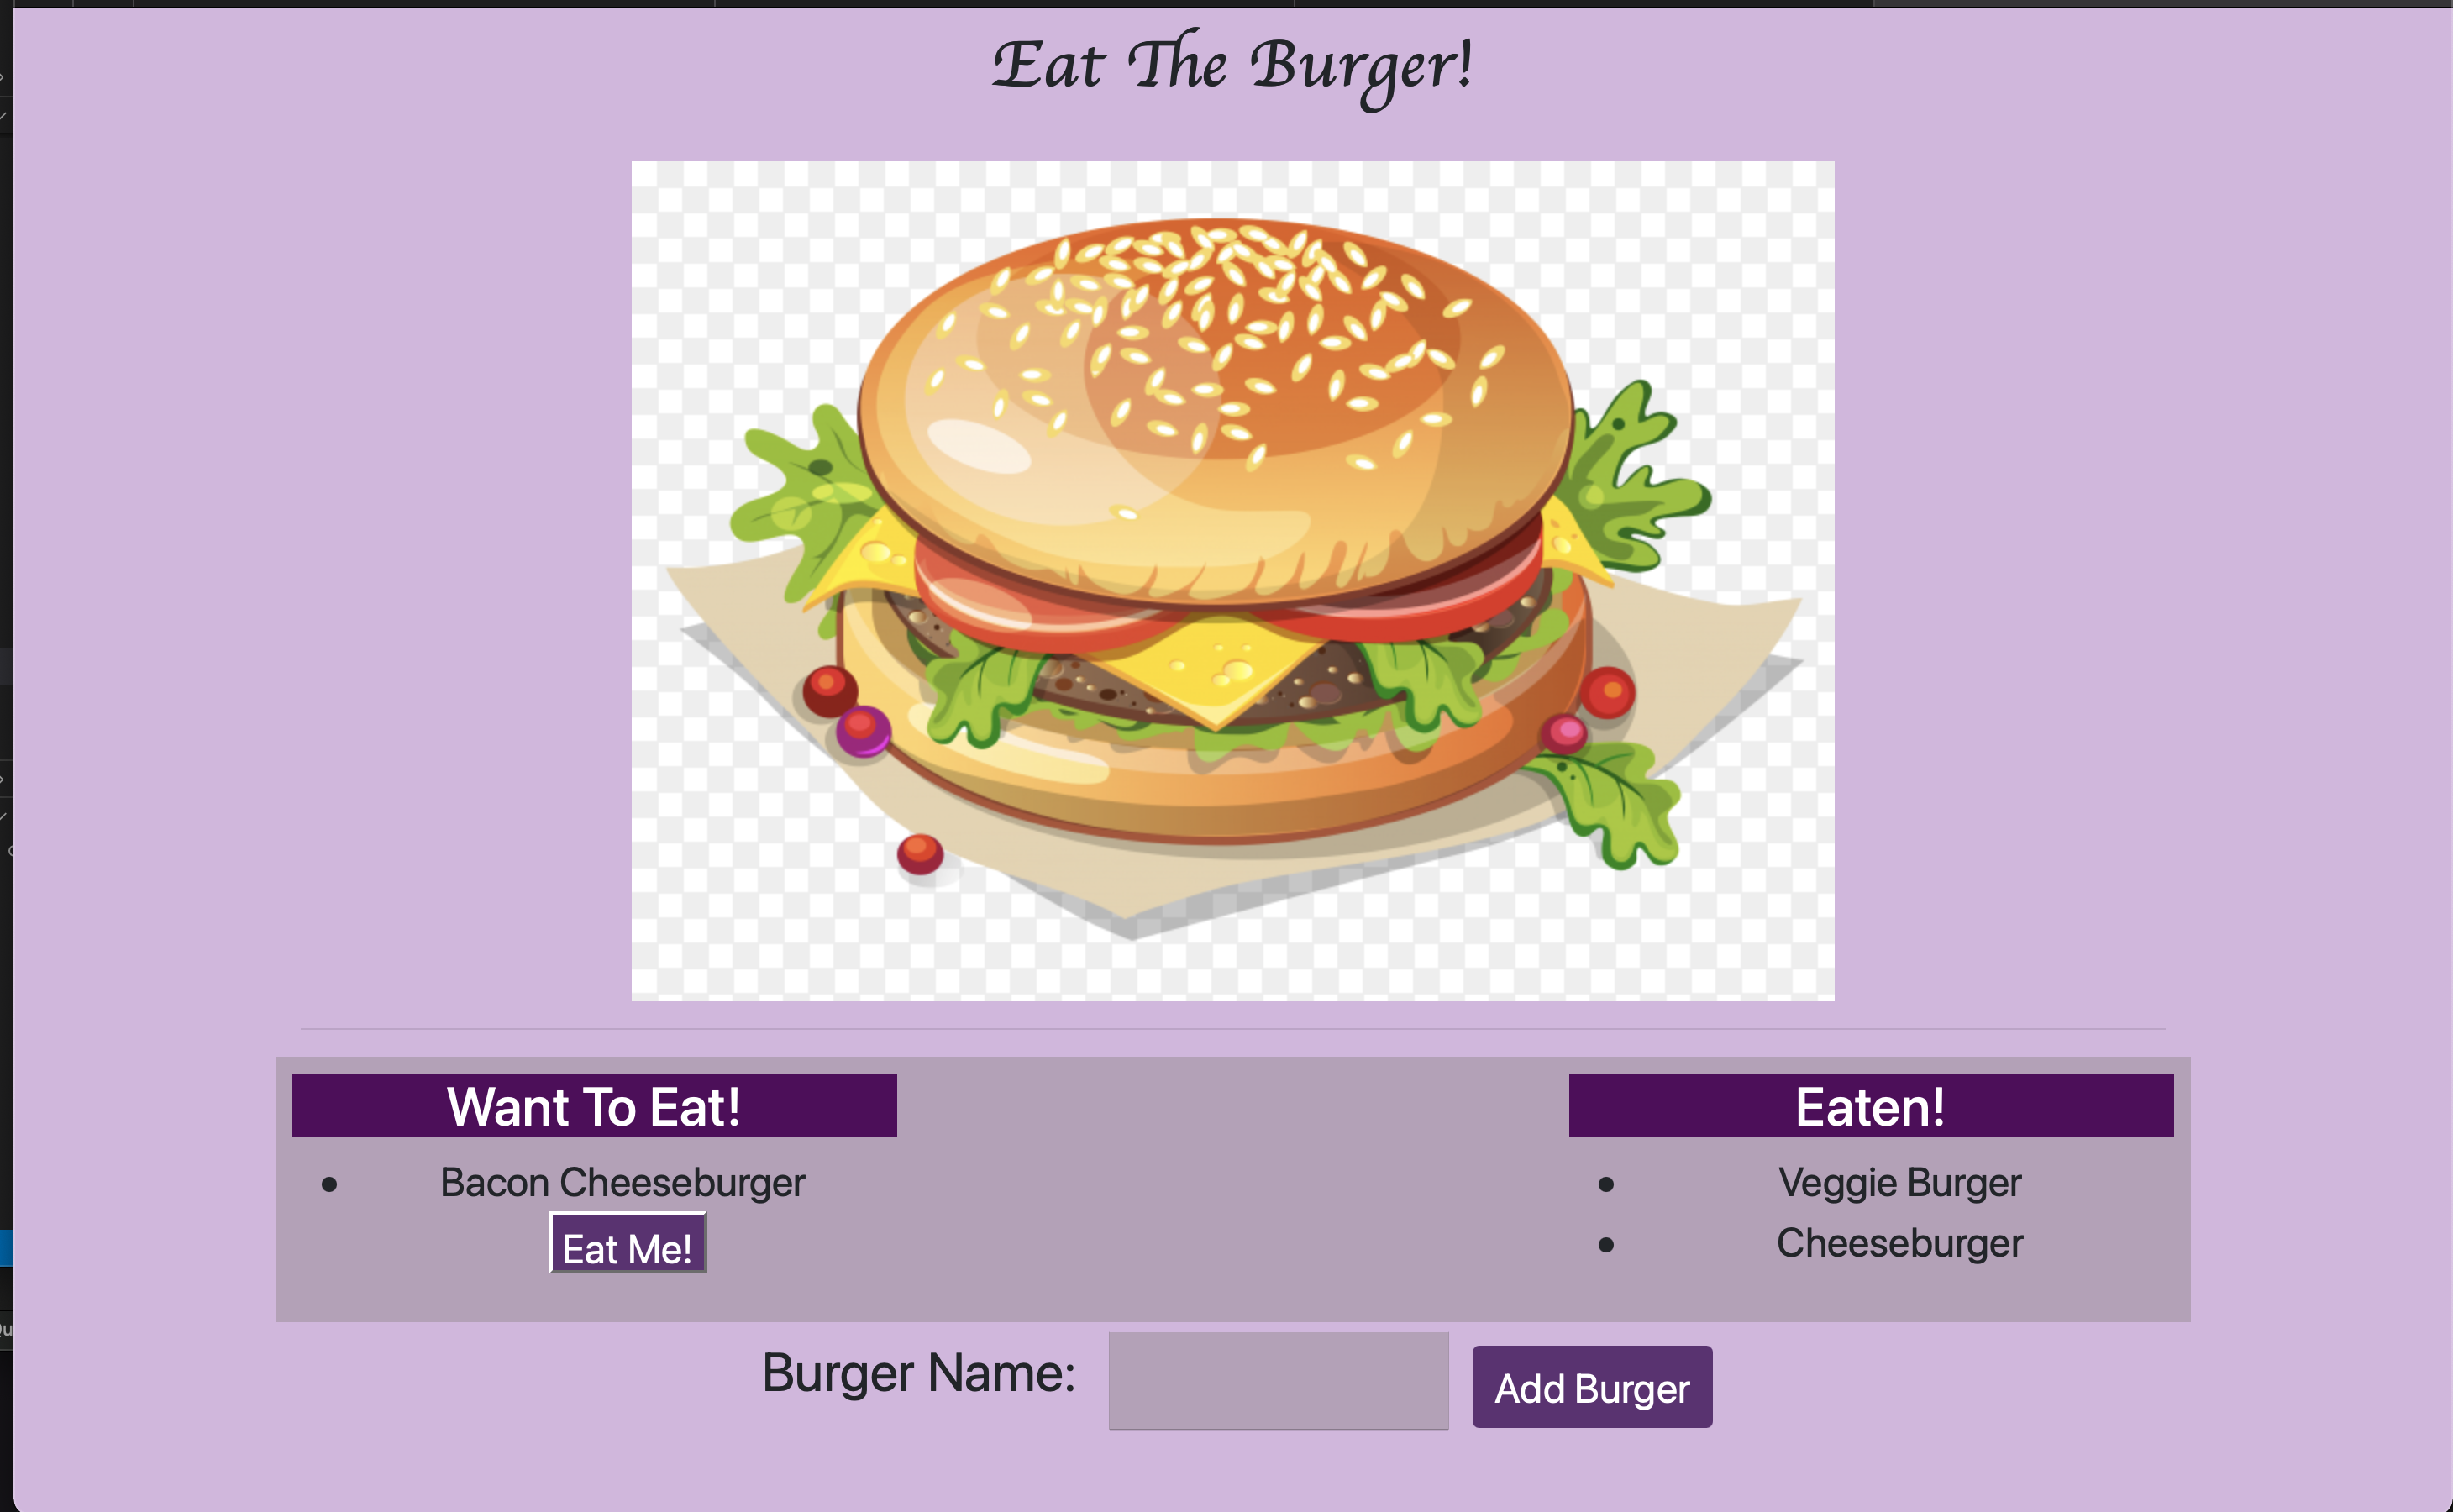 Eat The Burger!
Want To Eat!
Bacon Cheeseburger
Eat Me!
Eaten!
Veggie Burger
Cheeseburger
Burger Name:
Add Burger